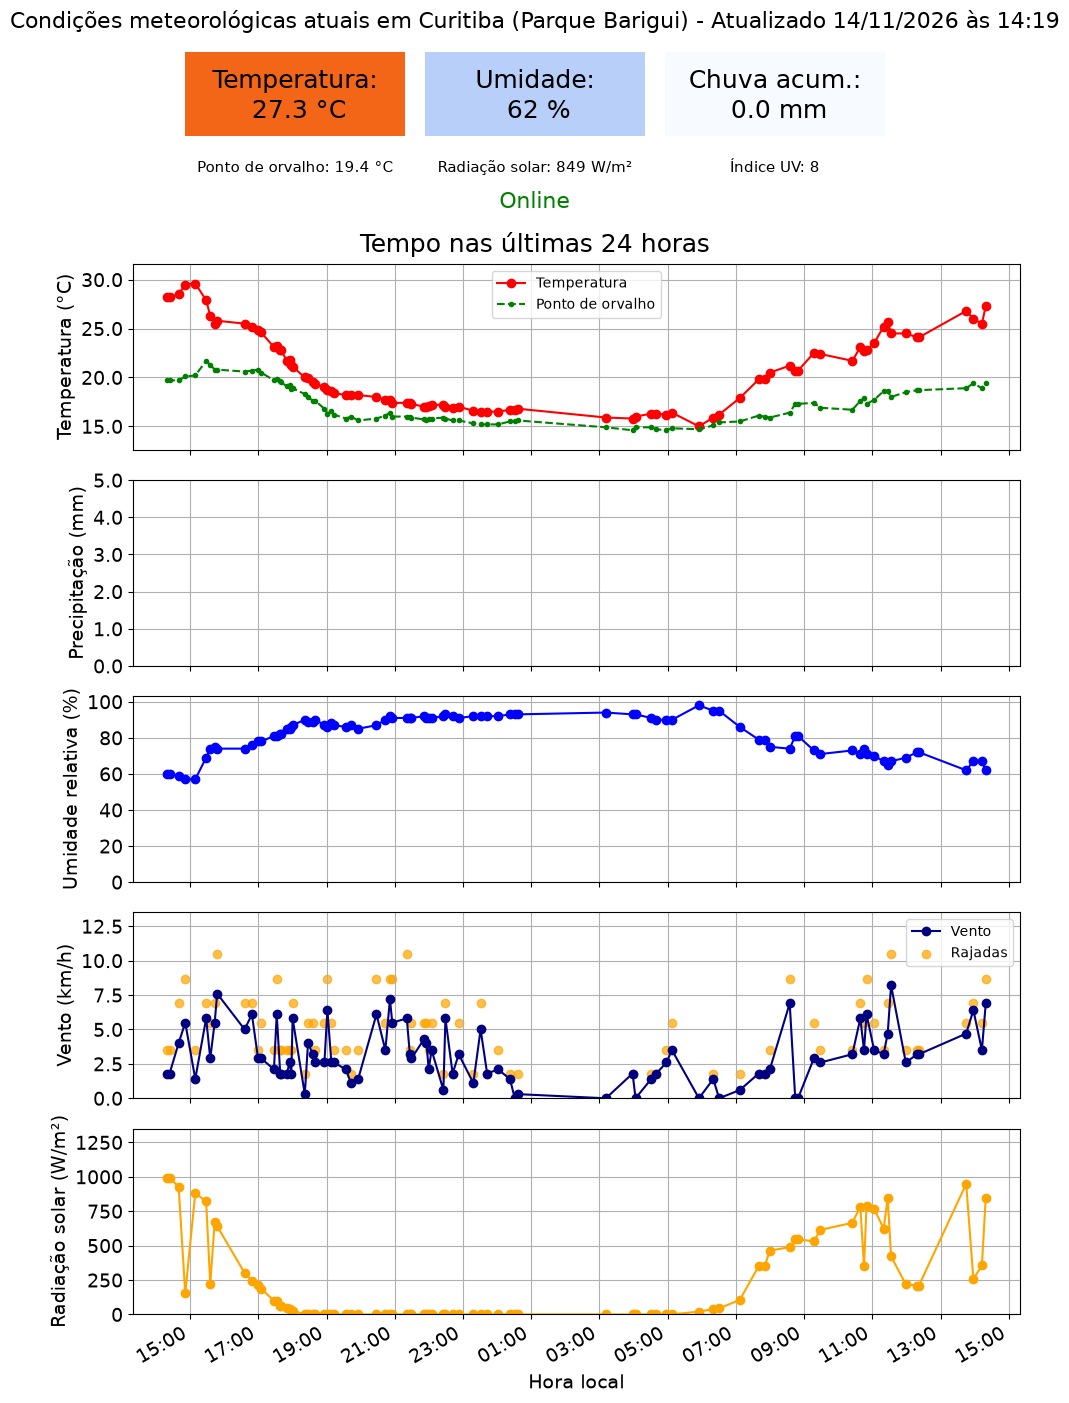 Condições meteorológicas atuais em Curitiba (Parque Barigui) - Atualizado 14/11/2026 às 14:19
Temperatura:
27.3 °C
Umidade:
62 %
Chuva acum.:
0.0 mm
Ponto de orvalho: 19.4 °C
Radiação solar: 849 W/m²
Índice UV: 8
Online
Tempo nas últimas 24 horas
Temperatura (°C)
30.0
25.0
20.0
15.0
Temperatura
Ponto de orvalho
Precipitação (mm)
5.0
4.0
3.0
2.0
1.0
0.0
Umidade relativa (%)
100
80
60
40
20
0
Vento (km/h)
12.5
10.0
7.5
5.0
2.5
0.0
Vento
Rajadas
Radiação solar (W/m²)
1250
1000
750
500
250
0
15:00
17:00
19:00
21:00
23:00
01:00
03:00
05:00
07:00
09:00
11:00
13:00
15:00
Hora local